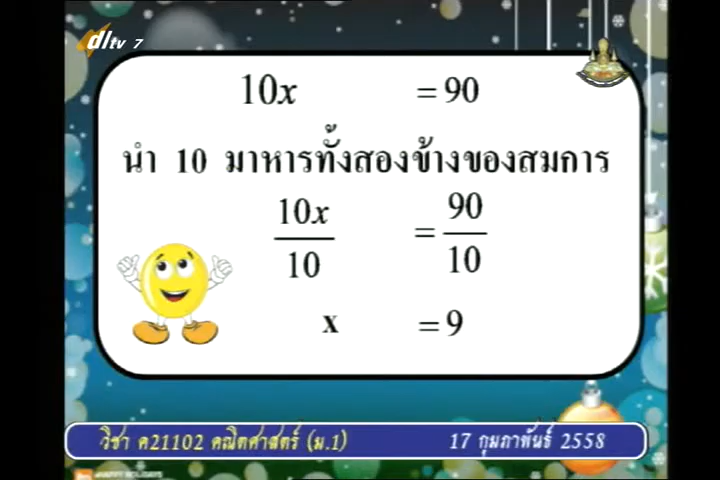 dltv 7
10x = 90
นำ 10 มาหารทั้งสองข้างของสมการ
10x/10 = 90/10
x = 9
วิชา ค21102 คณิตศาสตร์ (ม.1) 17 กุมภาพันธ์ 2558